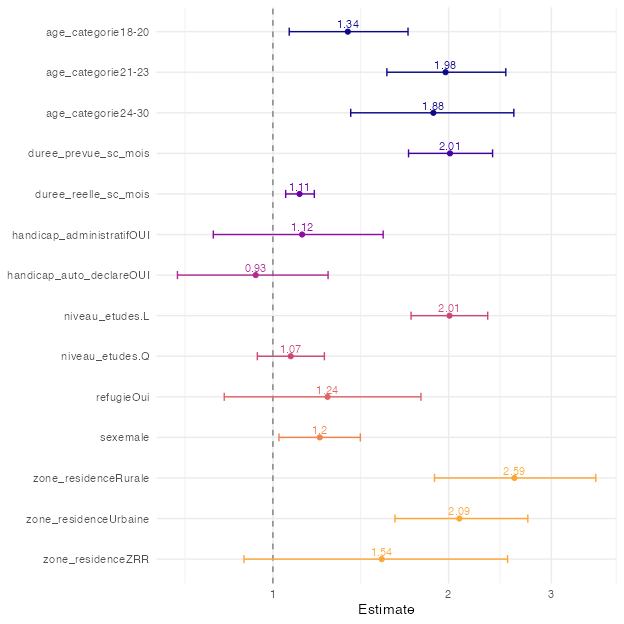 age_categorie18-20 1.34
age_categorie21-23 1.98
age_categorie24-30 1.88
duree_prevue_sc_mois 2.01
duree_reelle_sc_mois 1.11
handicap_administratifOUI 1.12
handicap_auto_declareOUI 0.93
niveau_etudes.L 2.01
niveau_etudes.Q 1.07
refugieOui 1.24
sexemale 1.2
zone_residenceRurale 2.59
zone_residenceUrbaine 2.09
zone_residenceZRR 1.54
1 2 3
Estimate